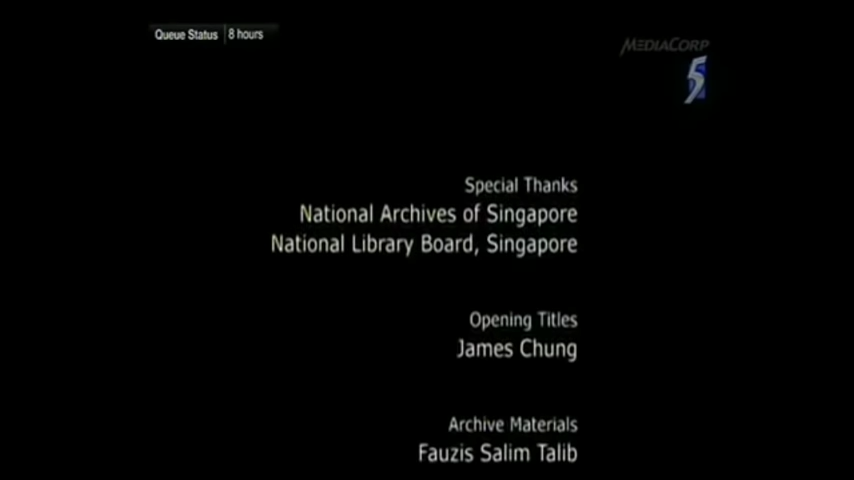 Queue Status 8 hours
MEDIACORP
5
Special Thanks
National Archives of Singapore
National Library Board, Singapore
Opening Titles
James Chung
Archive Materials
Fauzis Salim Talib